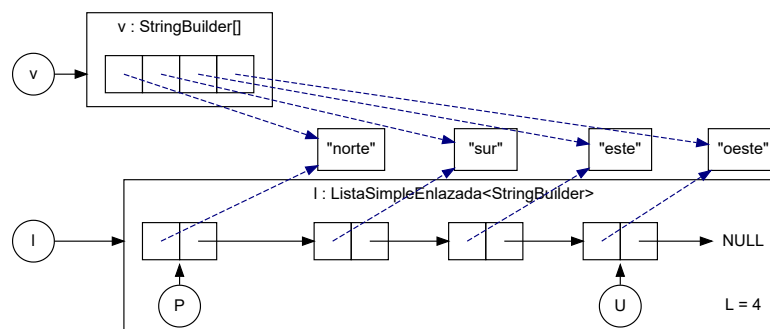 v : StringBuilder[]
v
"norte" "sur" "este" "oeste"
l : ListaSimpleEnlazada<StringBuilder>
l
NULL
P
U
L = 4